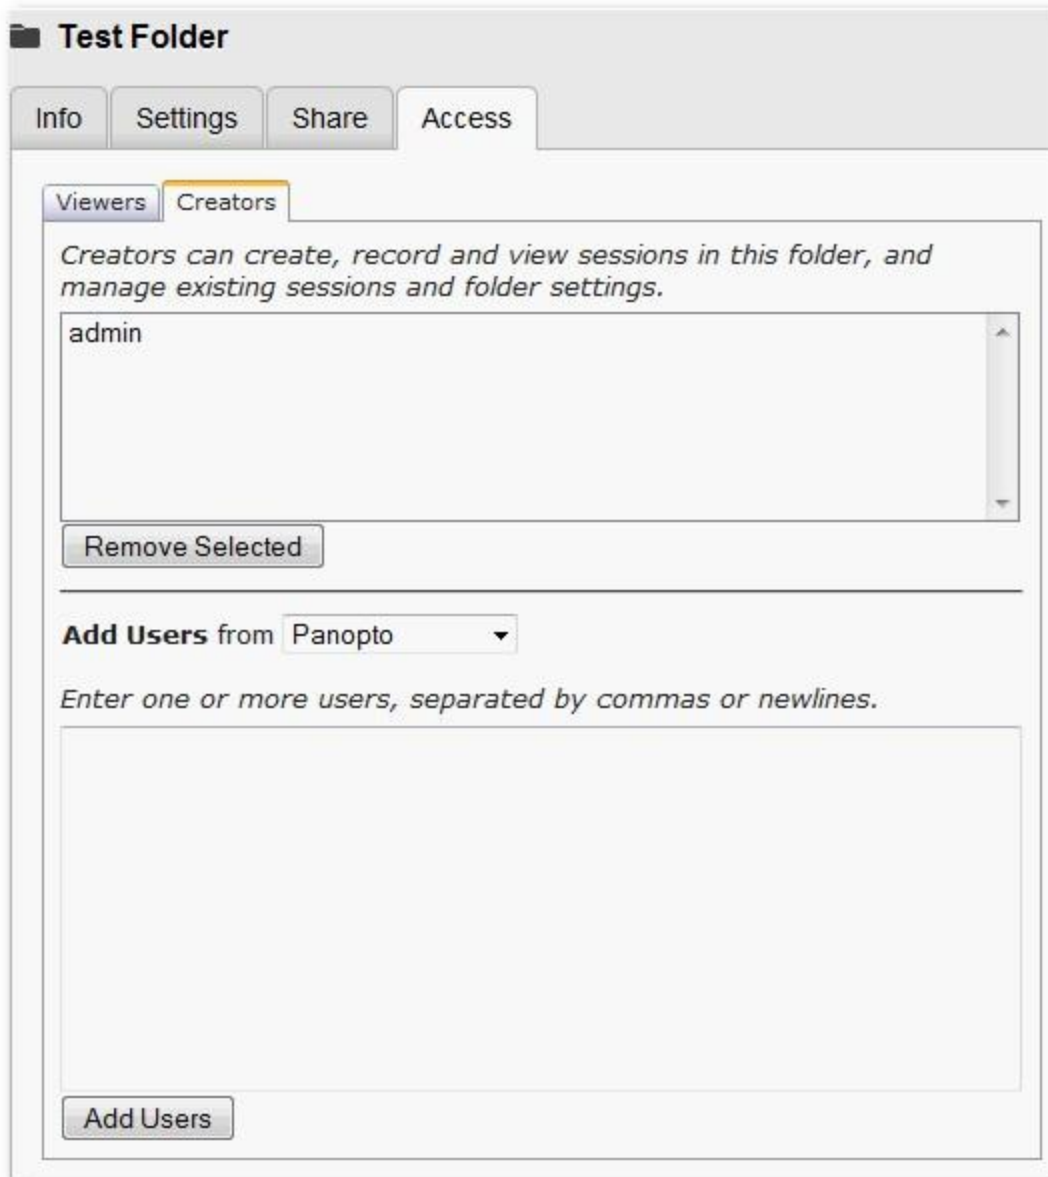 Test Folder
Info Settings Share Access
Viewers Creators
Creators can create, record and view sessions in this folder, and
manage existing sessions and folder settings.
admin
Remove Selected
Add Users from Panopto
Enter one or more users, separated by commas or newlines.
Add Users